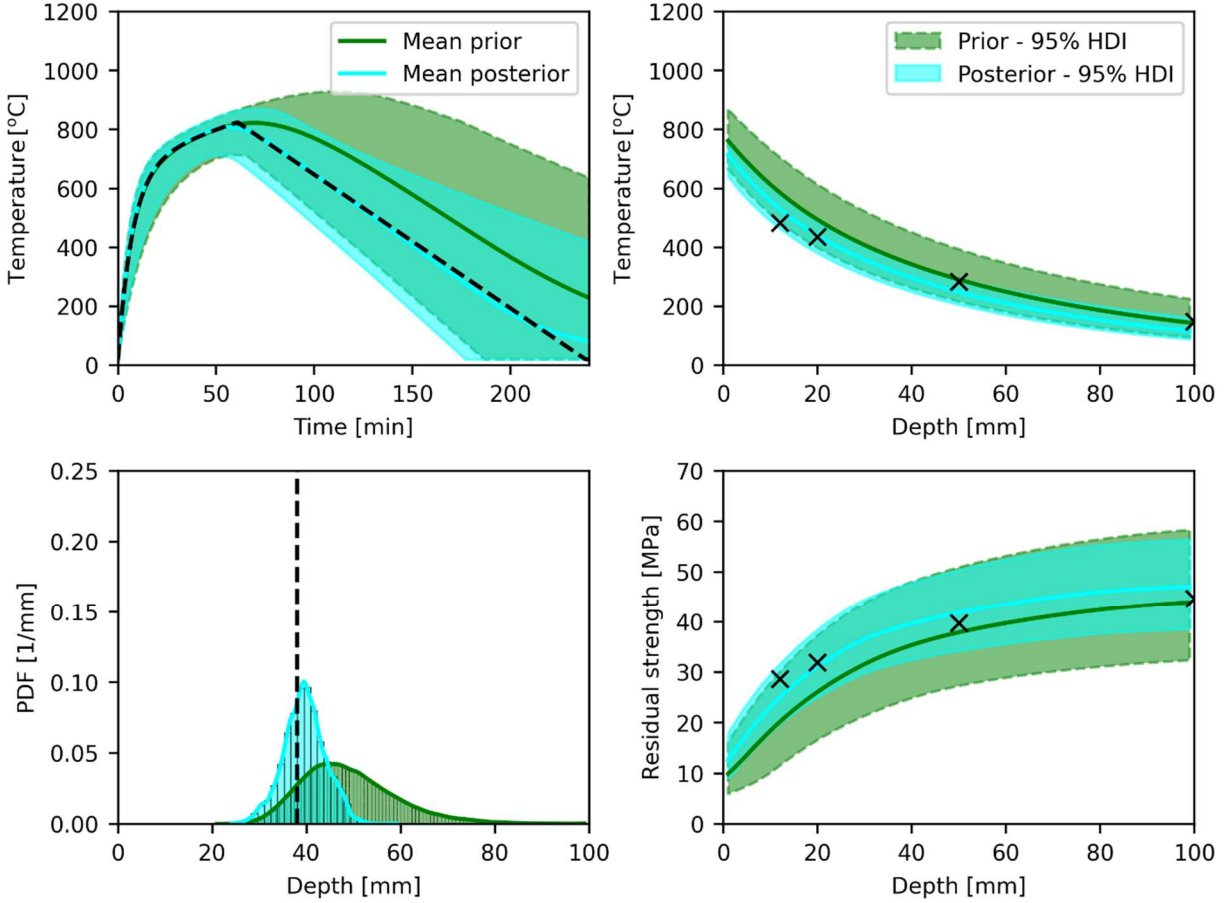 1200
1000
800
600
400
200
0
Temperature [°C]
Mean prior
Mean posterior
0 50 100 150 200
Time [min]
1200
1000
800
600
400
200
0
Temperature [°C]
Prior - 95% HDI
Posterior - 95% HDI
0 20 40 60 80 100
Depth [mm]
0.25
0.20
0.15
0.10
0.05
0.00
PDF [1/mm]
0 20 40 60 80 100
Depth [mm]
70
60
50
40
30
20
10
0
Residual strength [MPa]
0 20 40 60 80 100
Depth [mm]